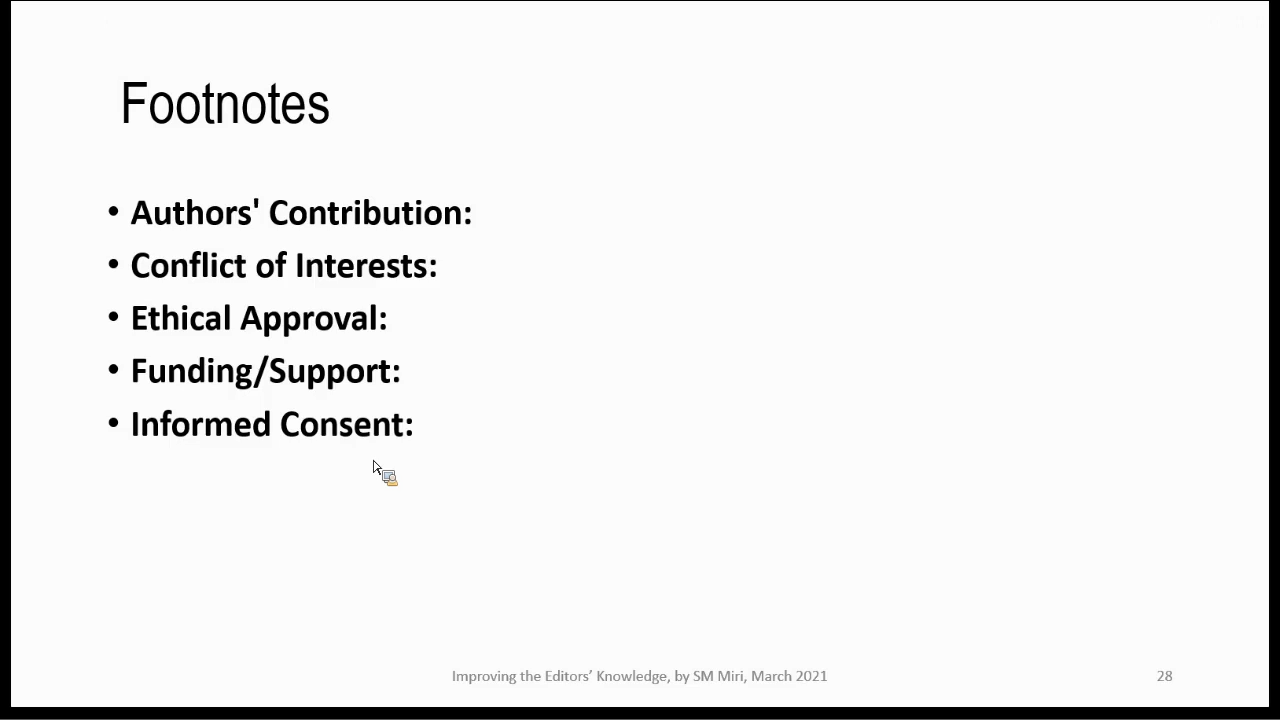 Footnotes
• Authors' Contribution:
• Conflict of Interests:
• Ethical Approval:
• Funding/Support:
• Informed Consent:
Improving the Editors’ Knowledge, by SM Miri, March 2021
28